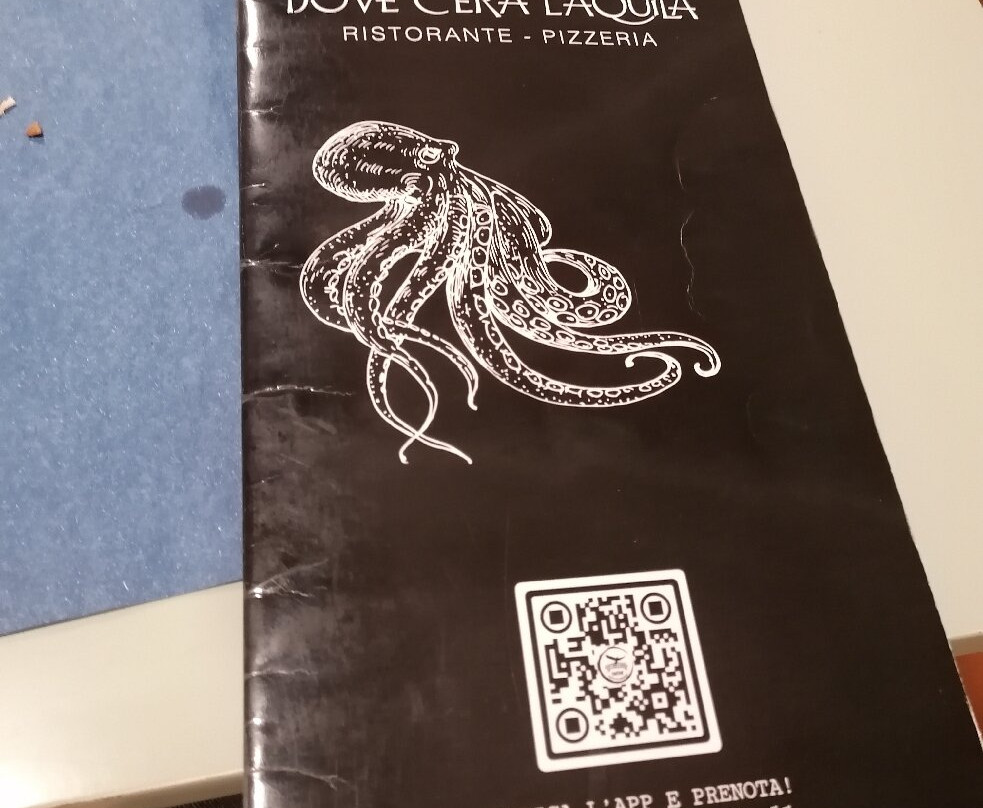 DOVE C'ERA L'AQUILA
RISTORANTE - PIZZERIA
L'APP E PRENOTA!